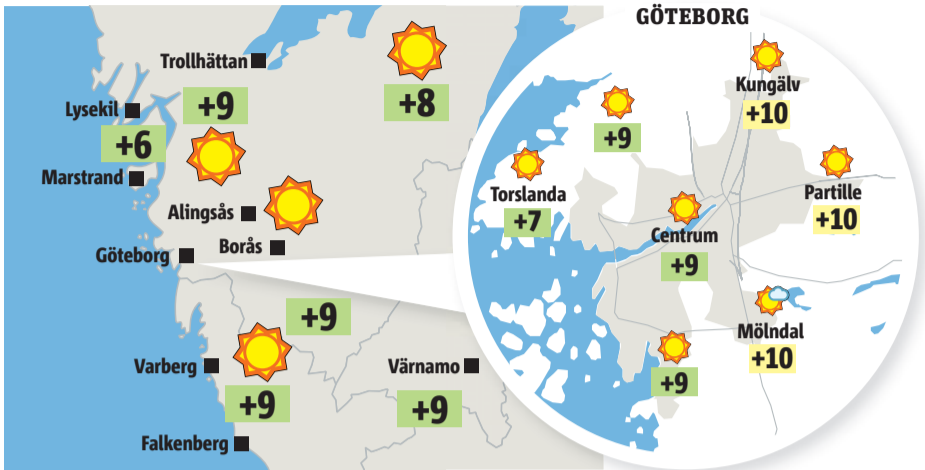 Trollhättan
+9
+8
Lysekil
+6
Marstrand
Alingsås
Göteborg
Borås
+9
Varberg
+9
Värnamo
+9
Falkenberg
GÖTEBORG
Kungälv
+10
+9
Torslanda
+7
Partille
+10
Centrum
+9
Mölndal
+10
+9